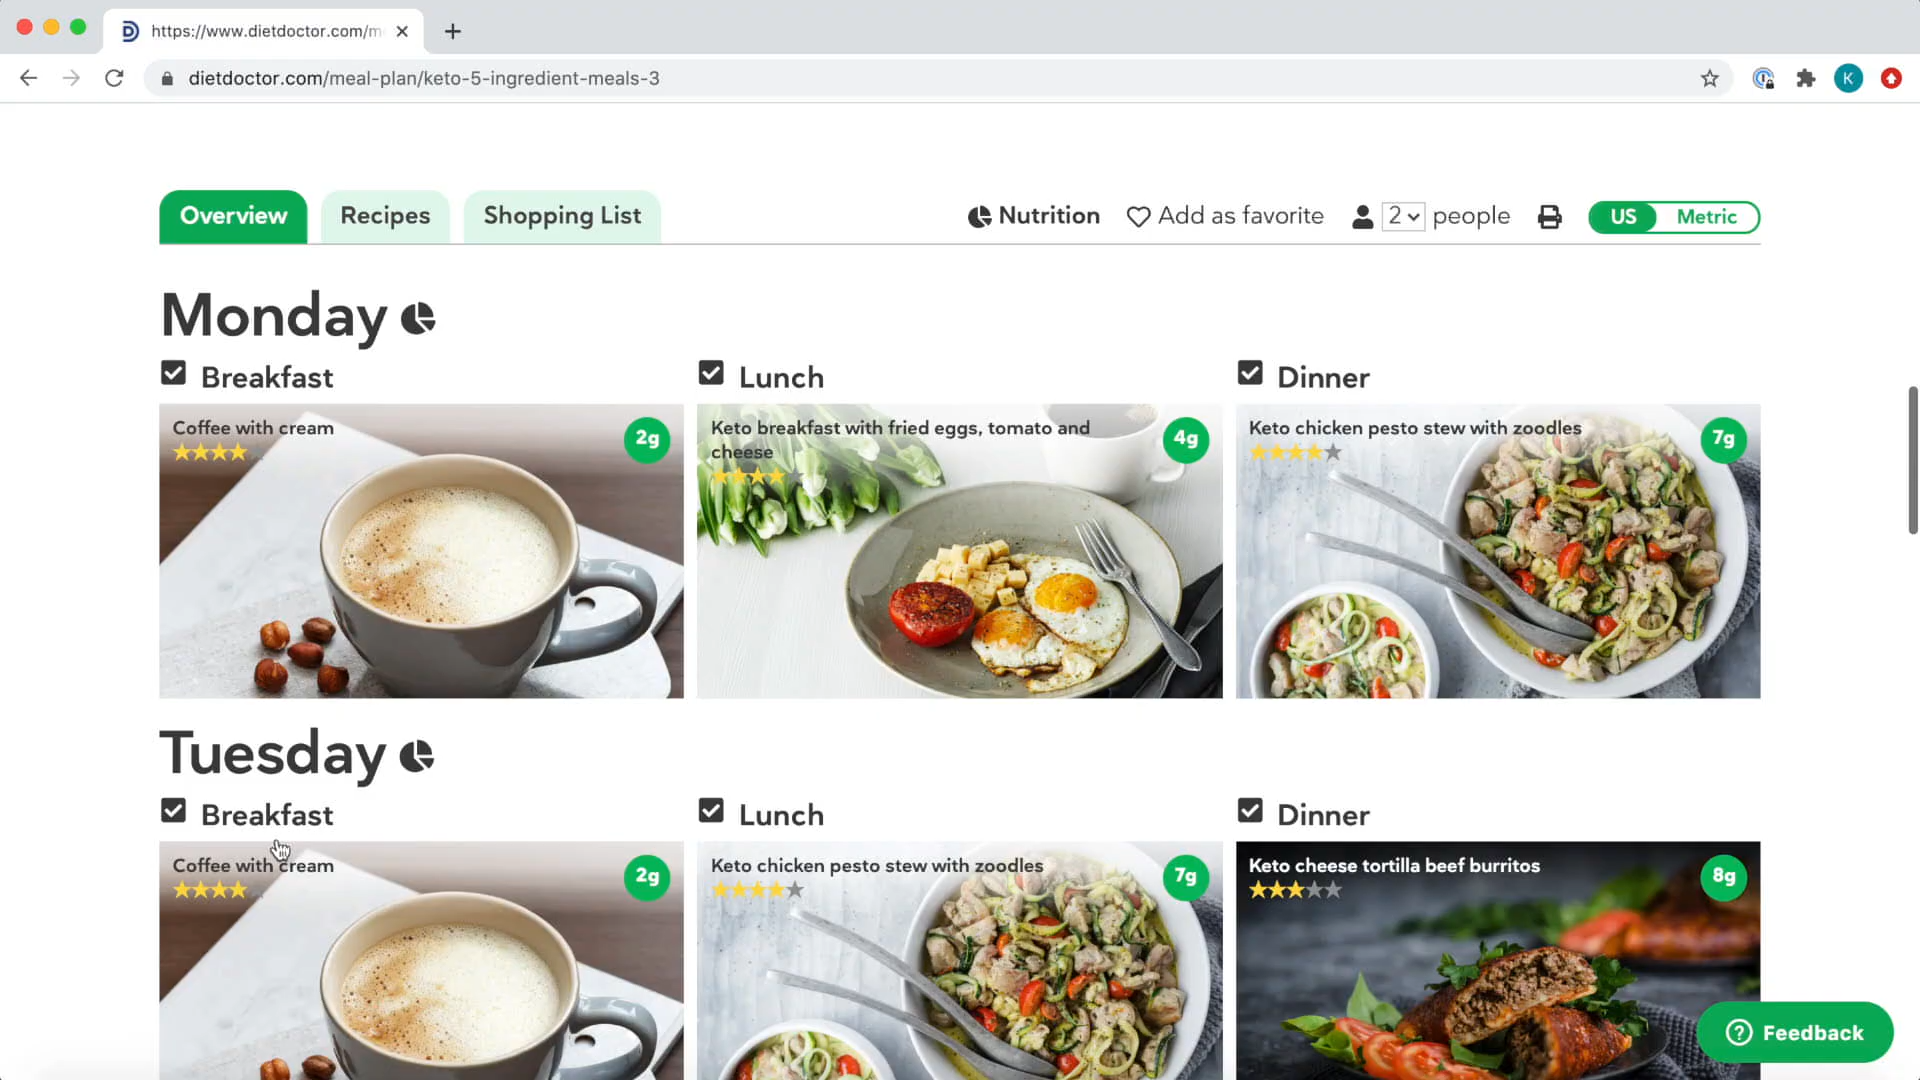 https://www.dietdoctor.com/m
dietdoctor.com/meal-plan/keto-5-ingredient-meals-3
K
Overview
Recipes
Shopping List
Nutrition
Add as favorite
2
people
US
Metric
Monday
Breakfast
Lunch
Dinner
Coffee with cream
2g
Keto breakfast with fried eggs, tomato and
cheese
4g
Keto chicken pesto stew with zoodles
7g
Tuesday
Breakfast
Lunch
Dinner
Coffee with cream
2g
Keto chicken pesto stew with zoodles
7g
Keto cheese tortilla beef burritos
8g
? Feedback